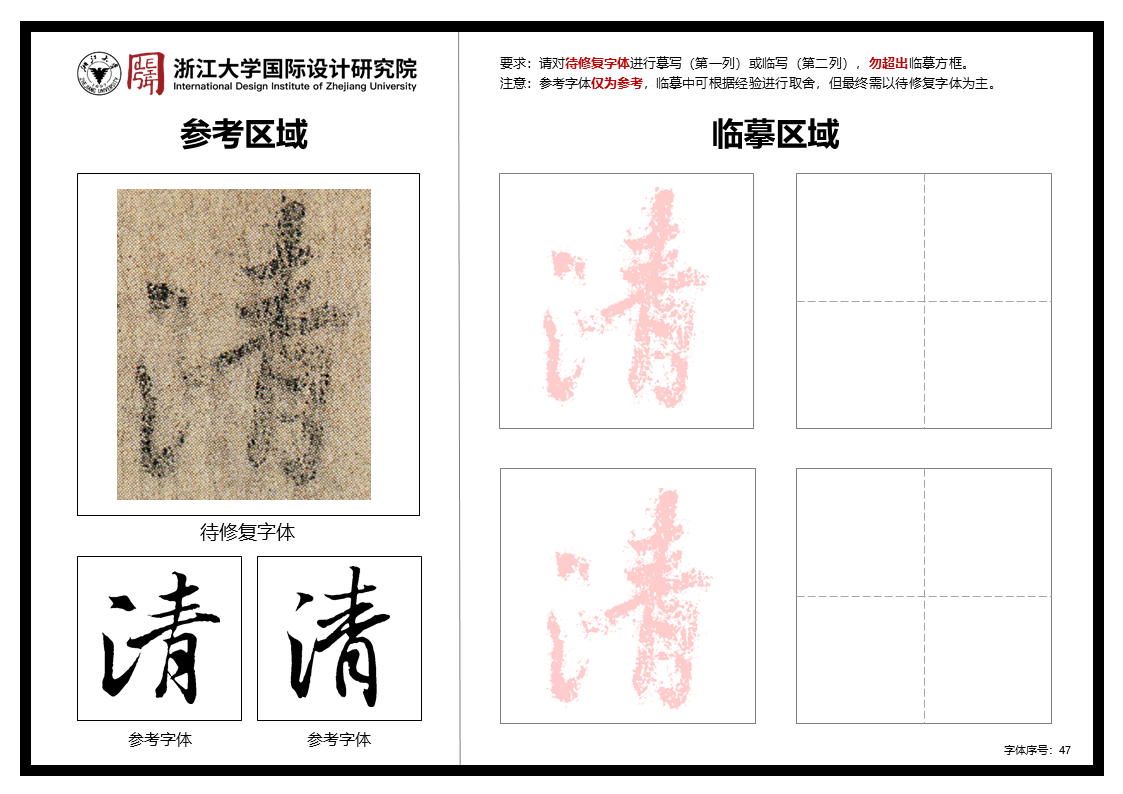 浙江大学国际设计研究院
International Design Institute of Zhejiang University
参考区域
清
待修复字体
清
清
参考字体
参考字体
要求：请对待修复字体进行摹写（第一列）或临写（第二列），勿超出临摹方框。
注意：参考字体仅为参考，临摹中可根据经验进行取舍，但最终需以待修复字体为主。
临摹区域
清
清
字体序号：47